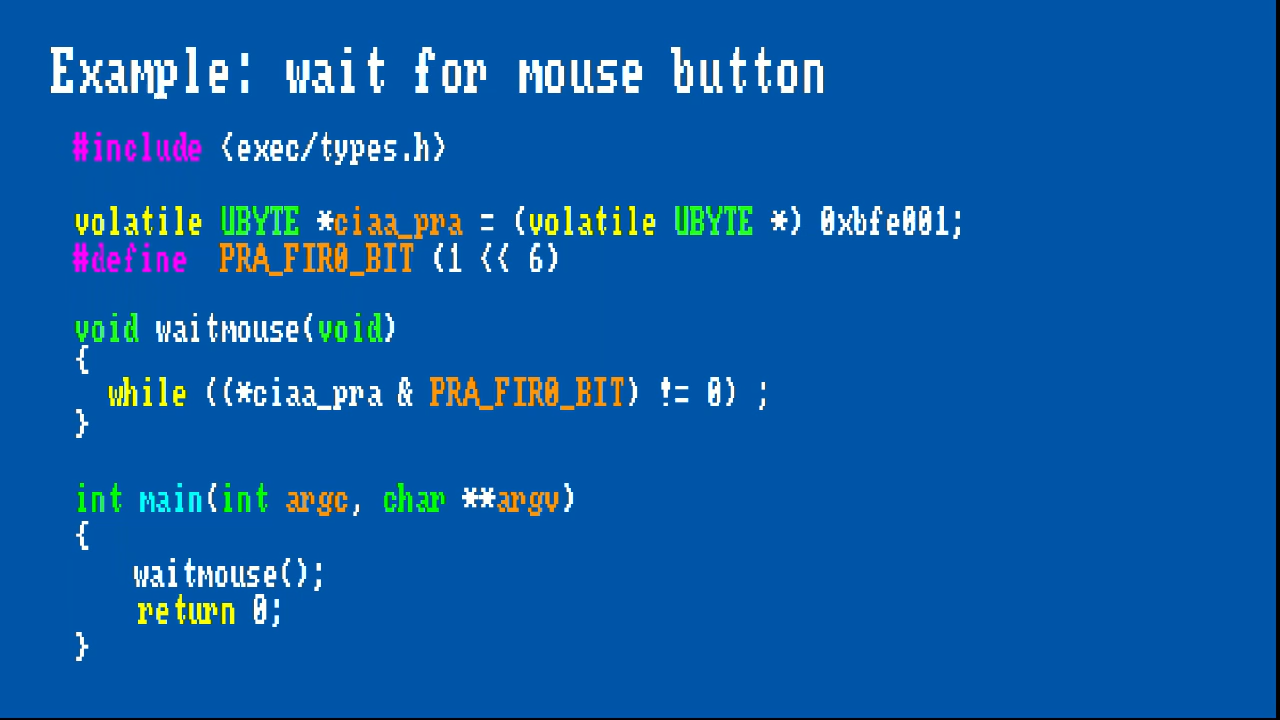 Example: wait for mouse button
#include <exec/types.h>
volatile UBYTE *ciaa_pra = (volatile UBYTE *) 0xbfe001;
#define  PRA_FIR0_BIT (1 << 6)
void waitmouse(void)
{
  while ((*ciaa_pra & PRA_FIR0_BIT) != 0) ;
}
int main(int argc, char **argv)
{
    waitmouse();
    return 0;
}